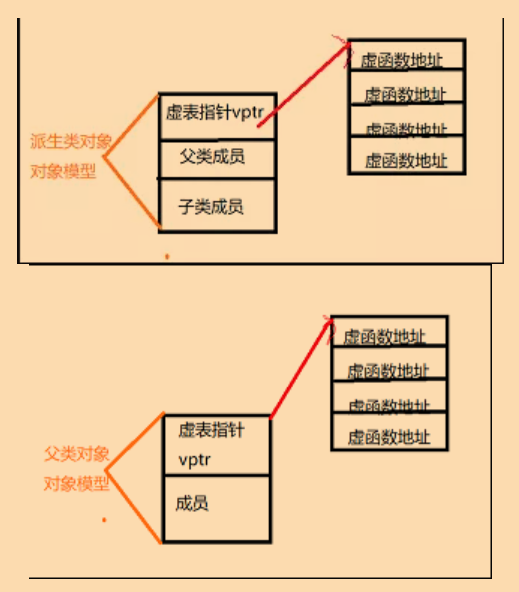 虚函数地址
虚函数地址
虚函数地址
虚函数地址
虚表指针vptr
父类成员
子类成员
派生类对象
对象模型
虚函数地址
虚函数地址
虚函数地址
虚函数地址
虚表指针
vptr
成员
父类对象
对象模型